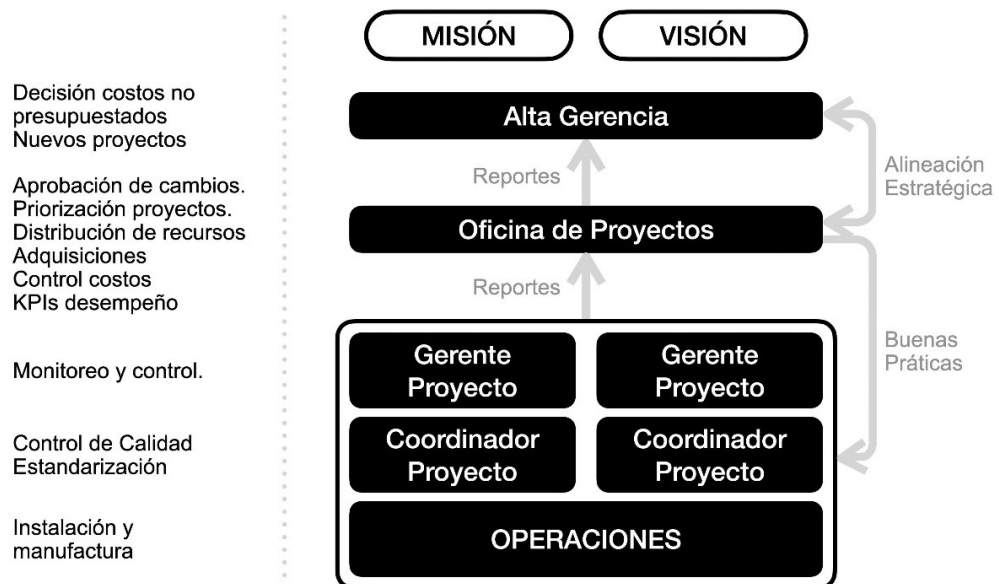 MISIÓN
VISIÓN
Decisión costos no
presupuestados
Nuevos proyectos
Alta Gerencia
Reportes
Alineación
Estratégica
Aprobación de cambios.
Priorización proyectos.
Distribución de recursos
Adquisiciones
Control costos
KPIs desempeño
Oficina de Proyectos
Reportes
Buenas
Práticas
Monitoreo y control.
Gerente
Proyecto
Gerente
Proyecto
Control de Calidad
Estandarización
Coordinador
Proyecto
Coordinador
Proyecto
Instalación y
manufactura
OPERACIONES